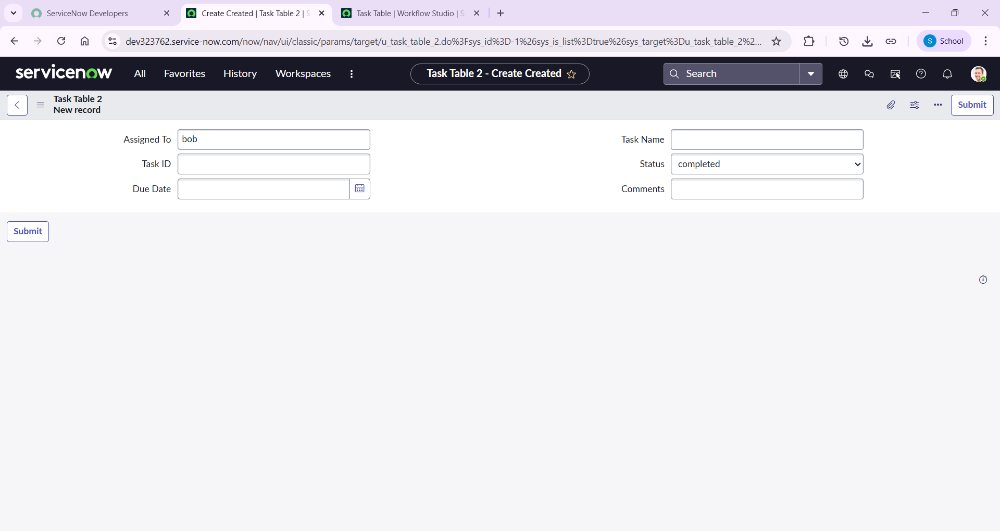 ServiceNow Developers
Create Created | Task Table 2 | S
Task Table | Workflow Studio | S
dev323762.service-now.com/now/nav/ui/classic/params/target/u_task_table_2.do%3Fsys_id%3D-1%26sys_is_list%3Dtrue%26sys_target%3Du_task_table_2%2...
S School
servicenow
All
Favorites
History
Workspaces
Task Table 2 - Create Created
Search
Task Table 2
New record
Submit
Assigned To bob
Task Name
Task ID
Status completed
Due Date
Comments
Submit